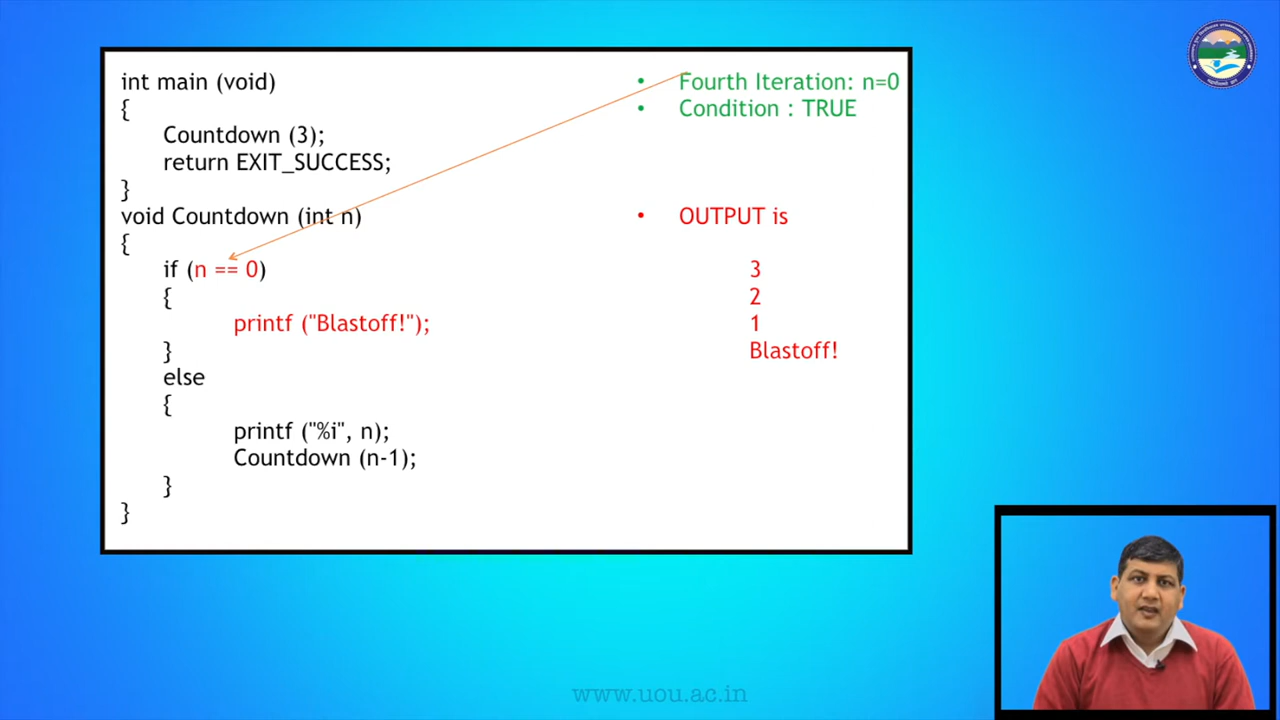 int main (void)
{
Countdown (3);
return EXIT_SUCCESS;
}
void Countdown (int n)
{
if (n == 0)
{
printf ("Blastoff!");
}
else
{
printf ("%i", n);
Countdown (n-1);
}
}
• Fourth Iteration: n=0
• Condition : TRUE
• OUTPUT is
3
2
1
Blastoff!
www.uou.ac.in